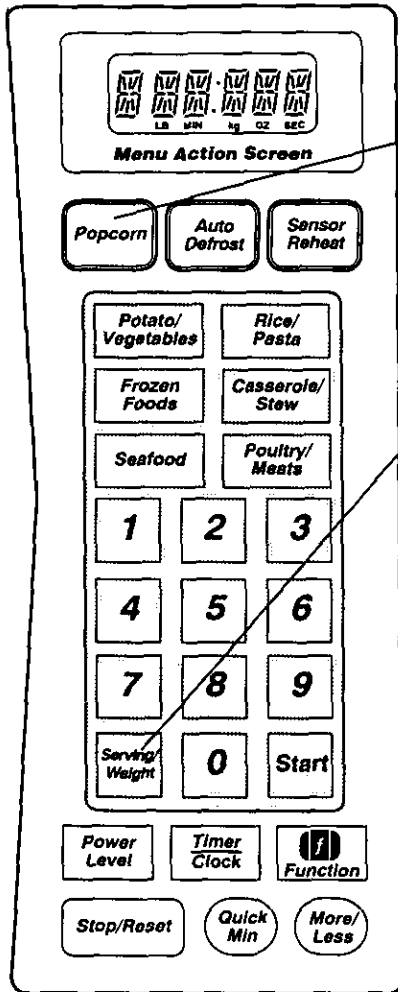 LB MIN kg OZ SEC
Menu Action Screen
Popcorn
Auto
Defrost
Sensor
Reheat
Potato/
Vegetables
Rice/
Pasta
Frozen
Foods
Casserole/
Stew
Seafood
Poultry/
Meats
1 2 3
4 5 6
7 8 9
Serving/
Weight
0
Start
Power
Level
Timer
Clock
f
Function
Stop/Reset
Quick
Min
More/
Less